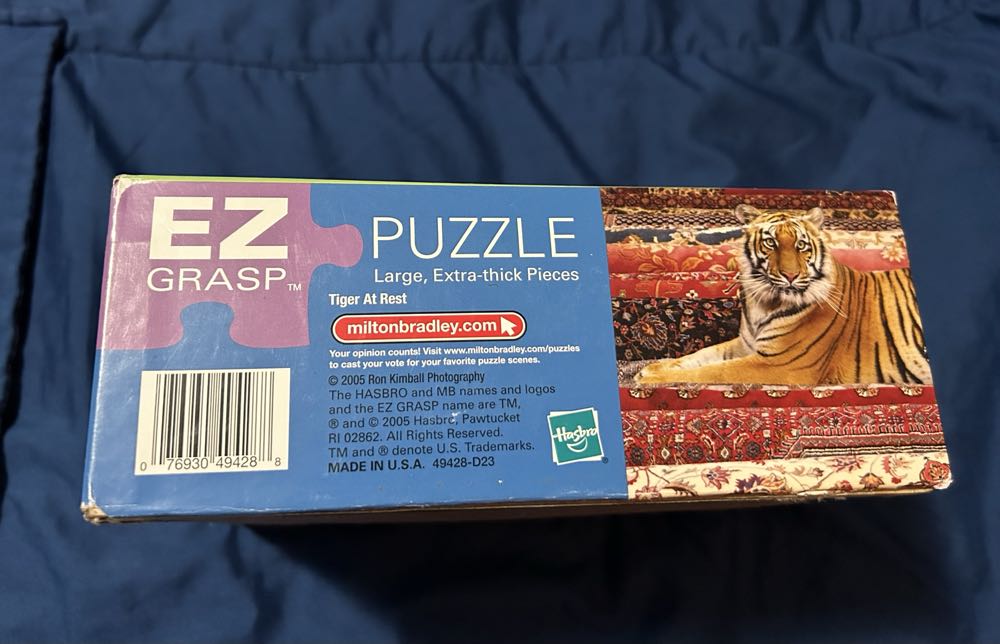 EZ
GRASP™
PUZZLE
Large, Extra-thick Pieces
Tiger At Rest
miltonbradley.com
Your opinion counts! Visit www.miltonbradley.com/puzzles
to cast your vote for your favorite puzzle scenes.
© 2005 Ron Kimball Photography
The HASBRO and MB names and logos
and the EZ GRASP name are TM,
® and © 2005 Hasbro, Pawtucket
RI 02862. All Rights Reserved.
TM and ® denote U.S. Trademarks.
MADE IN U.S.A. 49428-D23
Hasbro®
0 76930 49428 8